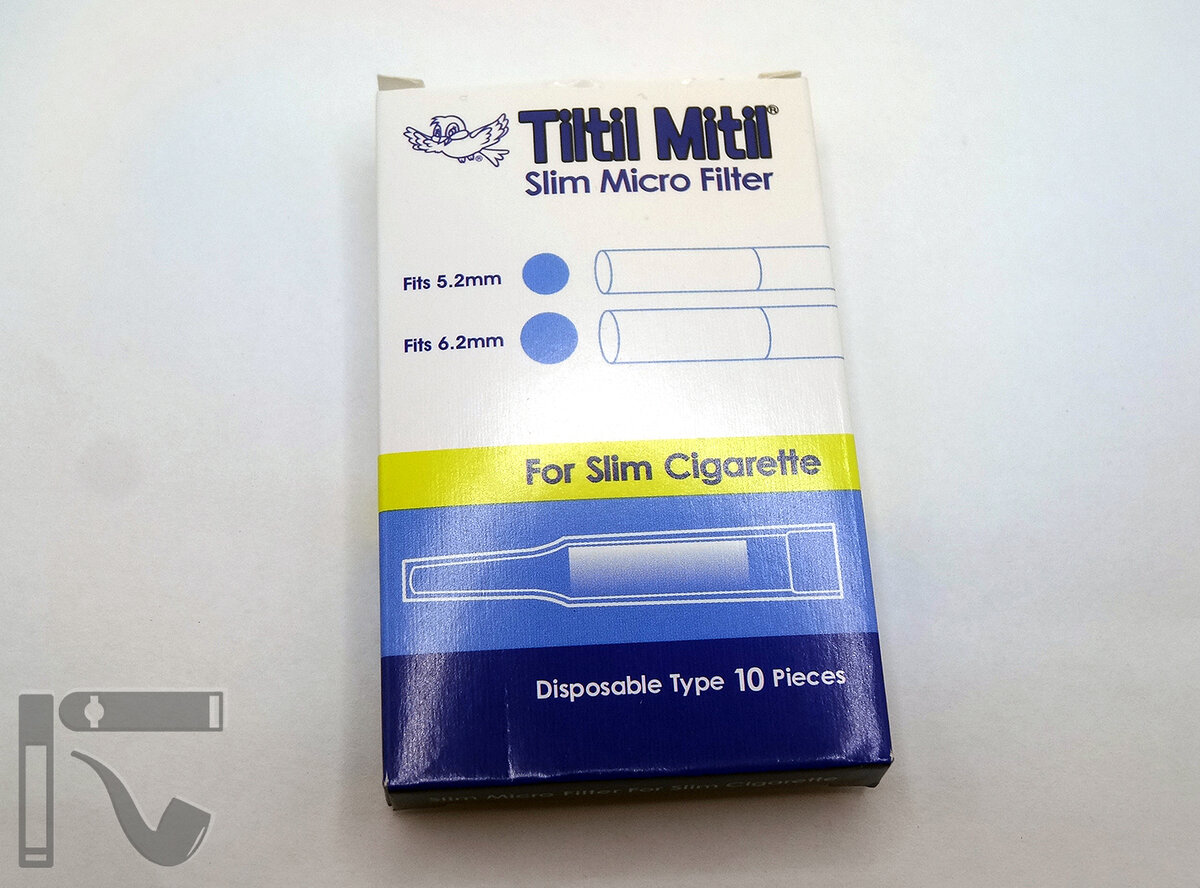 Tiltil Mitil®
Slim Micro Filter
®
Fits 5.2mm
Fits 6.2mm
For Slim Cigarette
Disposable Type 10 Pieces
Slim Micro Filter For Slim Cigarette